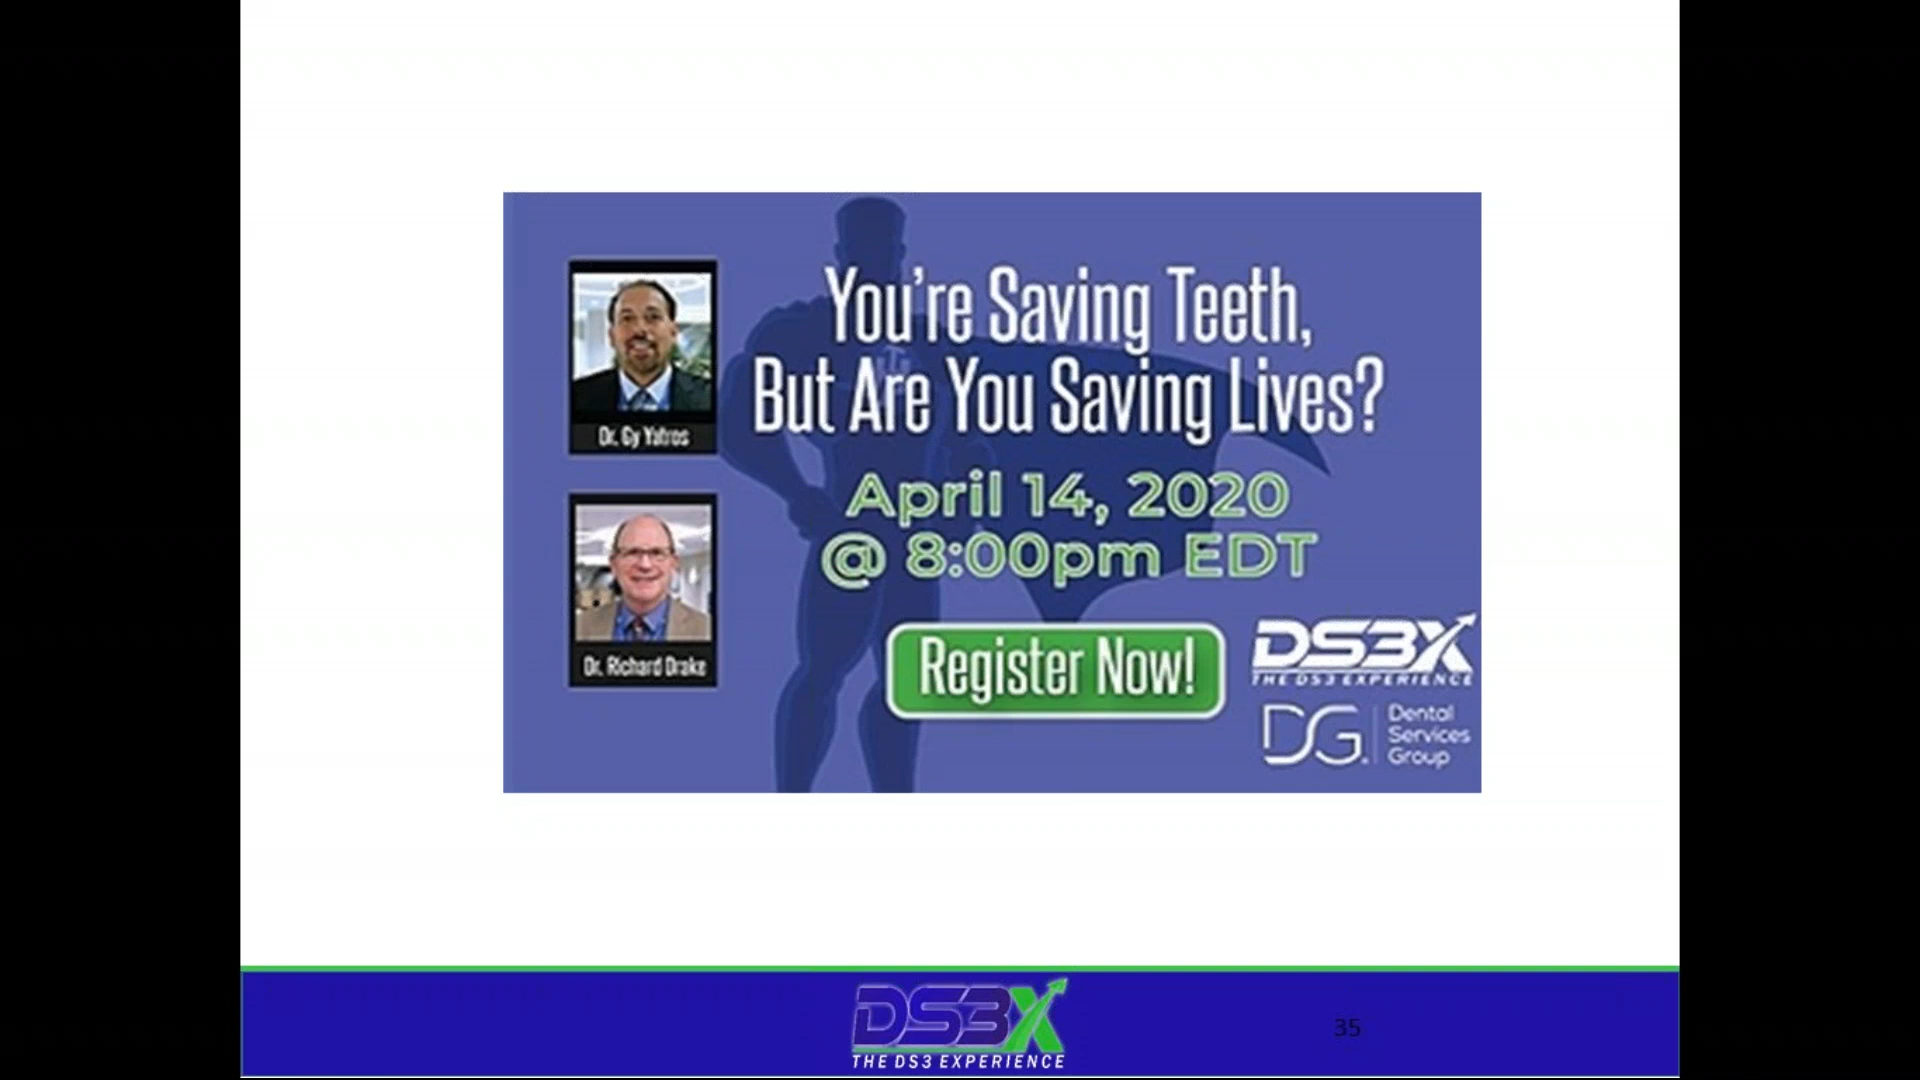 You're Saving Teeth,
But Are You Saving Lives?
April 14, 2020
@ 8:00pm EDT
Register Now!
Dr. Gy Yatros
Dr. Richard Drake
DS3X
THE DS3 EXPERIENCE
DSG.
Dental
Services
Group
DS3X
THE DS3 EXPERIENCE
35